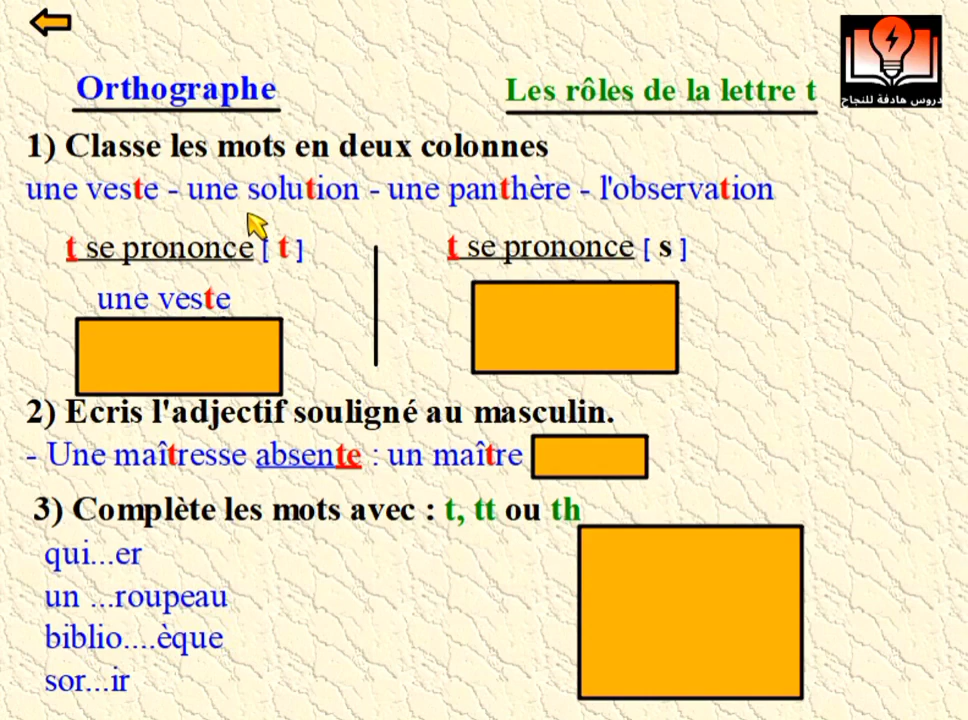 دروس هادفة للنجاح
Orthographe
Les rôles de la lettre t
1) Classe les mots en deux colonnes
une veste - une solution - une panthère - l'observation
t se prononce [ t ]
t se prononce [ s ]
une veste
2) Ecris l'adjectif souligné au masculin.
- Une maîtresse absente : un maître
3) Complète les mots avec : t, tt ou th
qui...er
un ...roupeau
biblio....èque
sor...ir